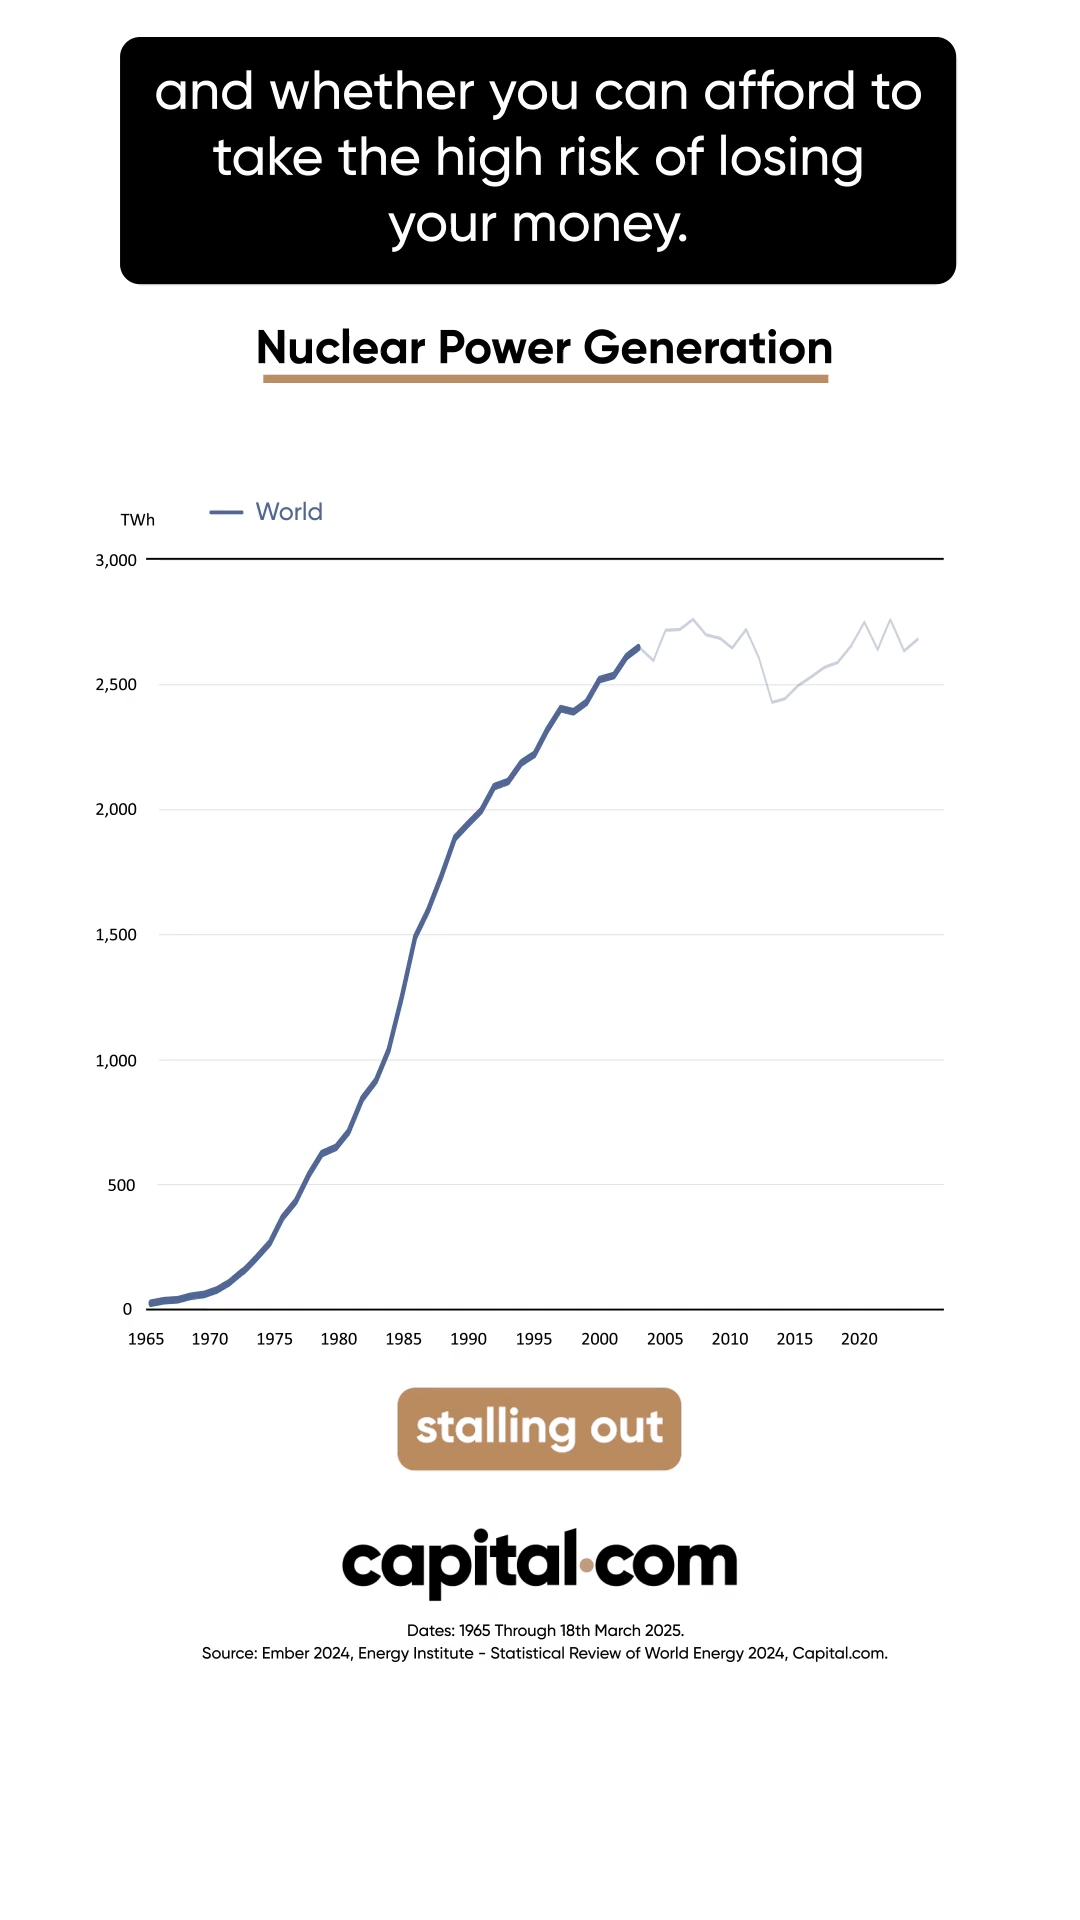 and whether you can afford to
take the high risk of losing
your money.
Nuclear Power Generation
TWh
World
3,000
2,500
2,000
1,500
1,000
500
0
1965 1970 1975 1980 1985 1990 1995 2000 2005 2010 2015 2020
stalling out
capital.com
Dates: 1965 Through 18th March 2025.
Source: Ember 2024, Energy Institute - Statistical Review of World Energy 2024, Capital.com.